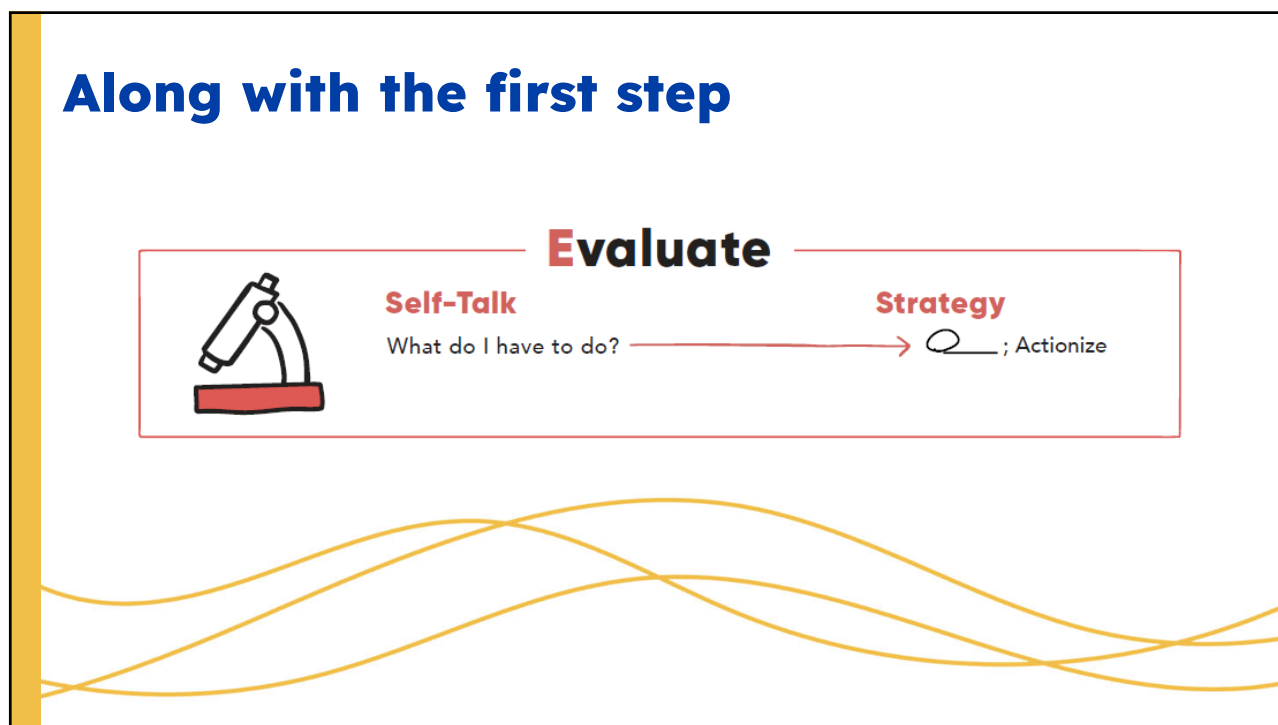 Along with the first step
Evaluate
Self-Talk
Strategy
What do I have to do?
; Actionize